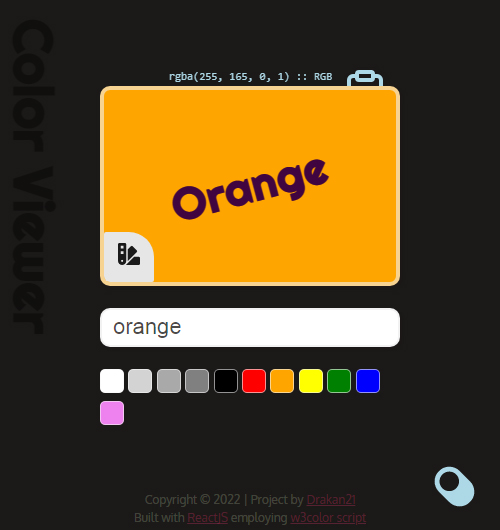 Color Viewer
rgba(255, 165, 0, 1) :: RGB
Orange
orange
Copyright © 2022 | Project by Drakan21
Built with ReactJS employing w3color script